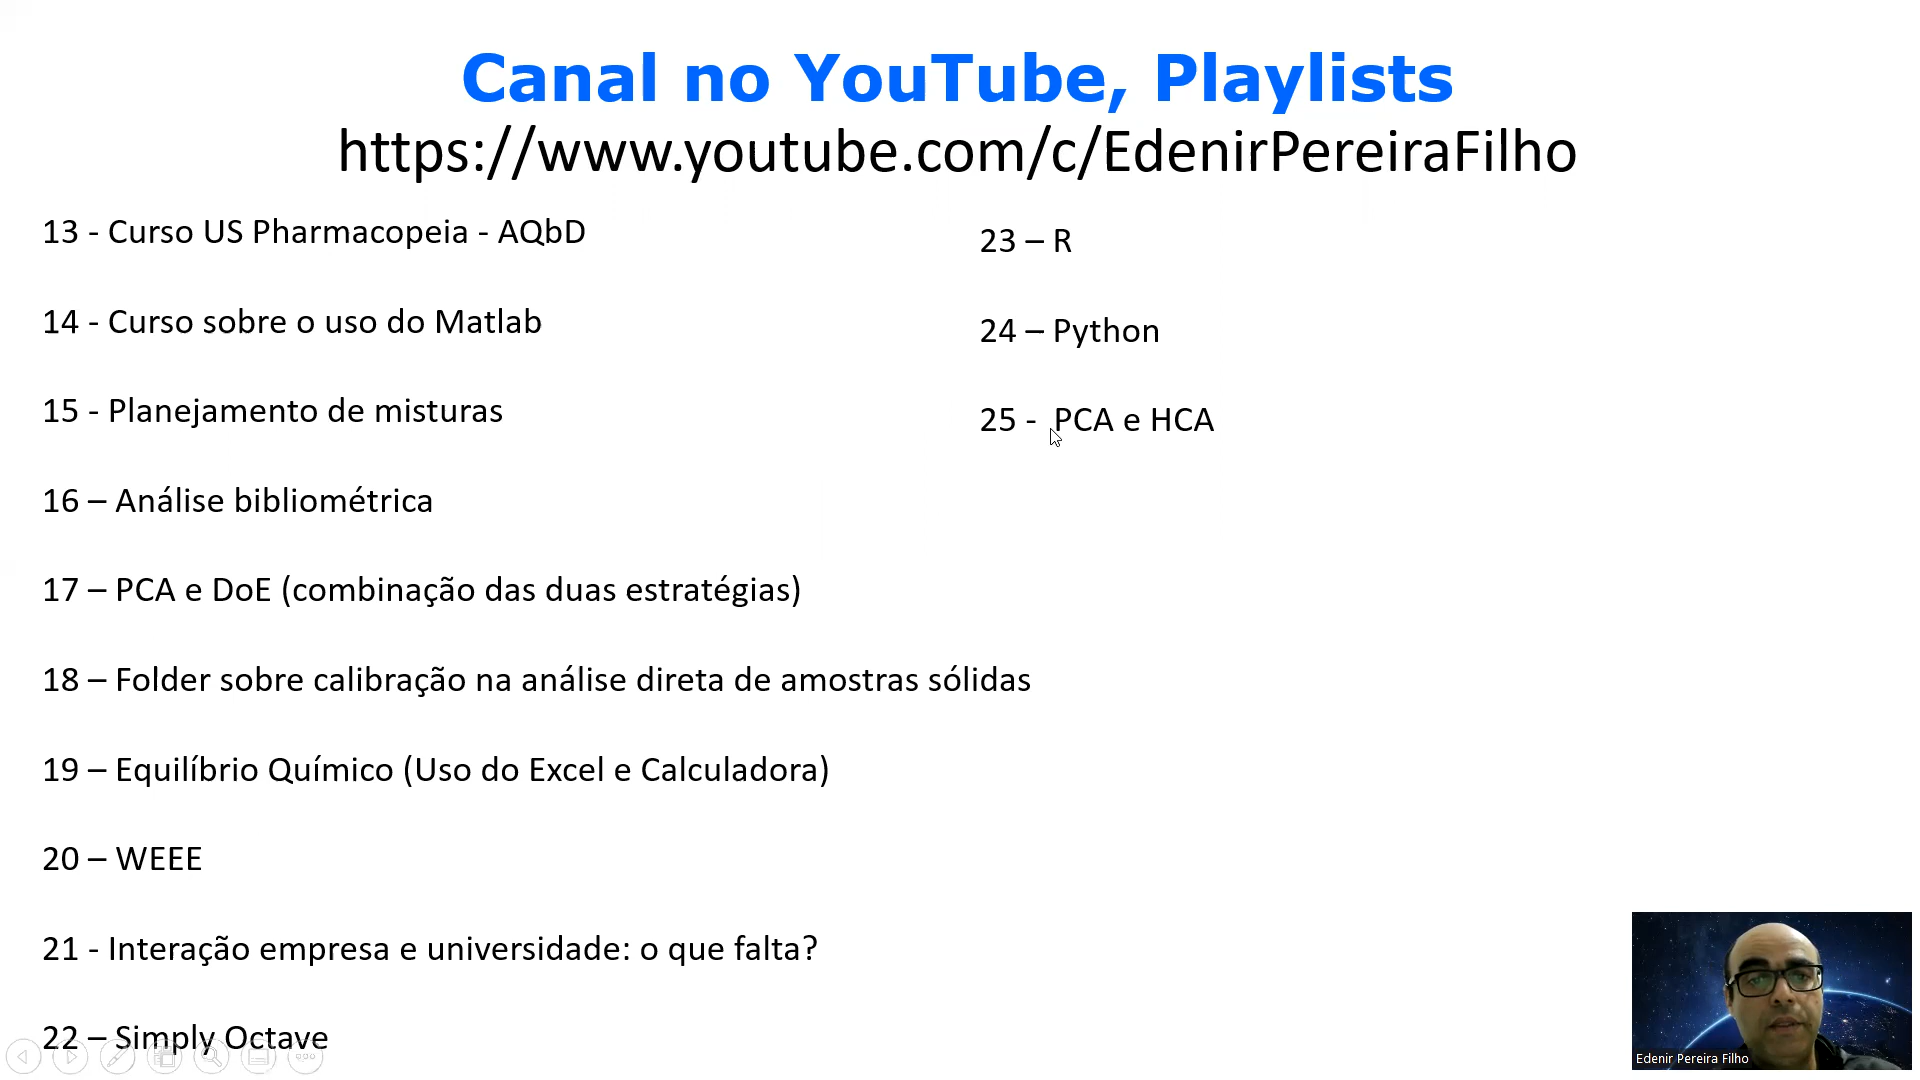 Canal no YouTube, Playlists
https://www.youtube.com/c/EdenirPereiraFilho
13 - Curso US Pharmacopeia - AQbD
14 - Curso sobre o uso do Matlab
15 - Planejamento de misturas
16 – Análise bibliométrica
17 – PCA e DoE (combinação das duas estratégias)
18 – Folder sobre calibração na análise direta de amostras sólidas
19 – Equilíbrio Químico (Uso do Excel e Calculadora)
20 – WEEE
21 - Interação empresa e universidade: o que falta?
22 – Simply Octave
23 – R
24 – Python
25 -  PCA e HCA
Edenir Pereira Filho